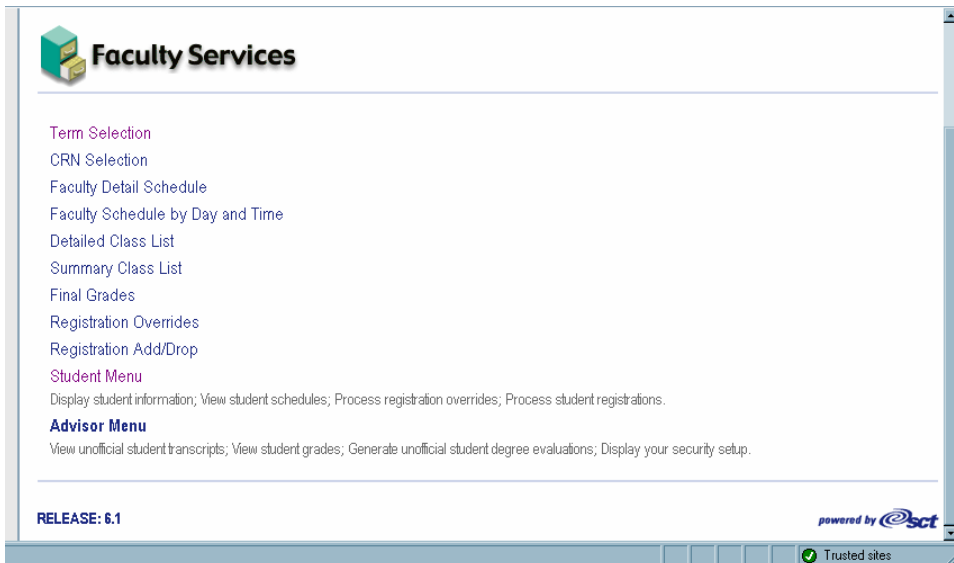 Faculty Services
Term Selection
CRN Selection
Faculty Detail Schedule
Faculty Schedule by Day and Time
Detailed Class List
Summary Class List
Final Grades
Registration Overrides
Registration Add/Drop
Student Menu
Display student information; View student schedules; Process registration overrides; Process student registrations.
Advisor Menu
View unofficial student transcripts; View student grades; Generate unofficial student degree evaluations; Display your security setup.
RELEASE: 6.1
powered by sct
Trusted sites